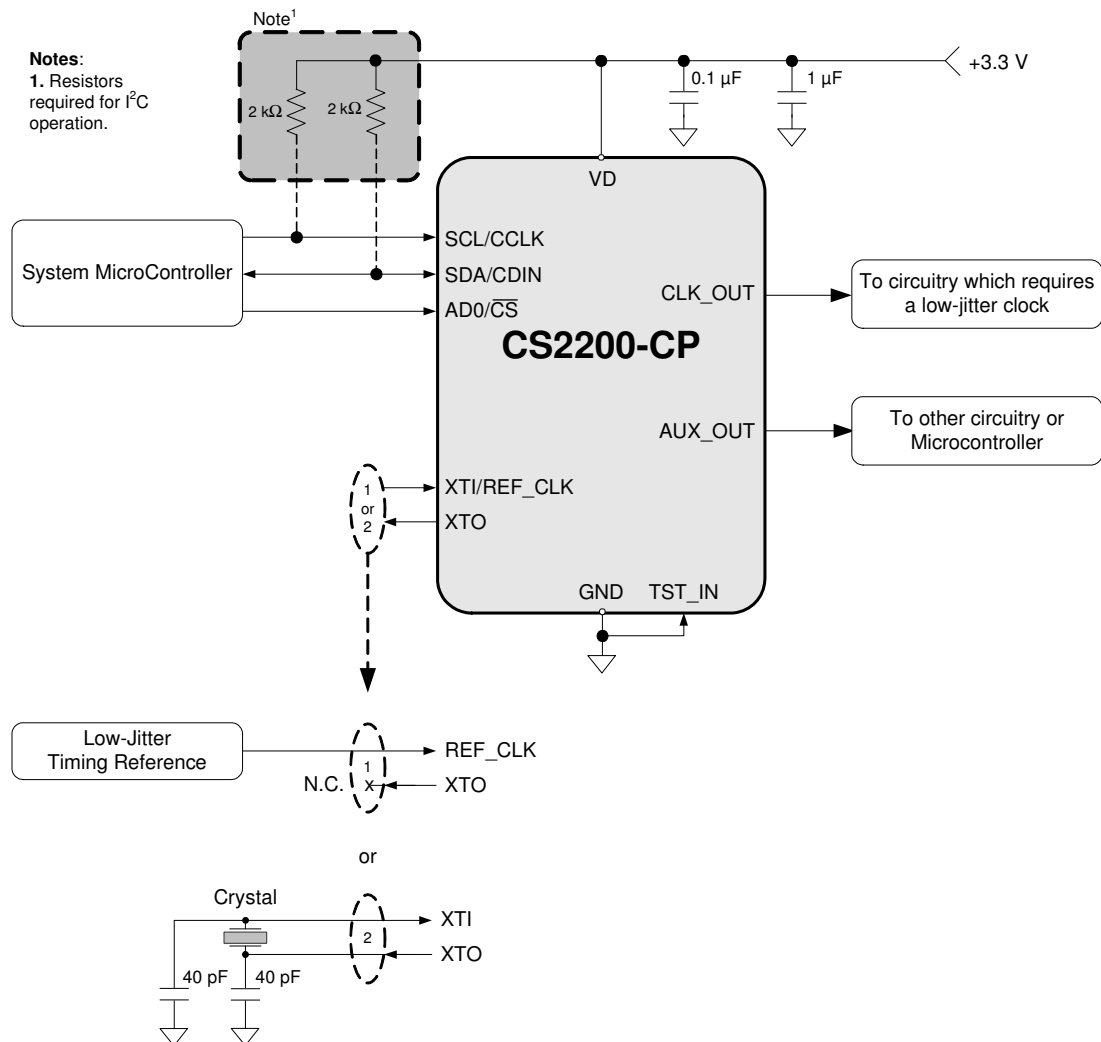 Note¹
Notes:
1. Resistors
required for I²C
operation.
+3.3 V
0.1 µF
1 µF
2 kΩ
2 kΩ
VD
System MicroController
SCL/CCLK
SDA/CDIN
AD0/C̅S̅
CS2200-CP
CLK_OUT
To circuitry which requires
a low-jitter clock
AUX_OUT
To other circuitry or
Microcontroller
1
or
2
XTI/REF_CLK
XTO
GND
TST_IN
Low-Jitter
Timing Reference
1
REF_CLK
N.C.
x
XTO
or
Crystal
2
XTI
XTO
40 pF
40 pF